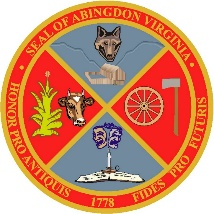 SEAL OF ABINGDON VIRGINIA
HONOR PRO ANTIQUIS
1778
FIDES PRO FUTURIS